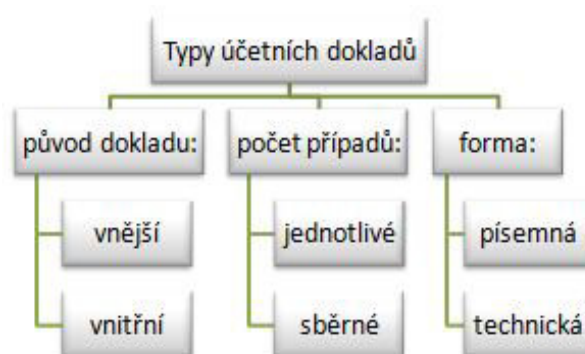 Typy účetních dokladů
původ dokladu:
vnější
vnitřní
počet případů:
jednotlivé
sběrné
forma:
písemná
technická